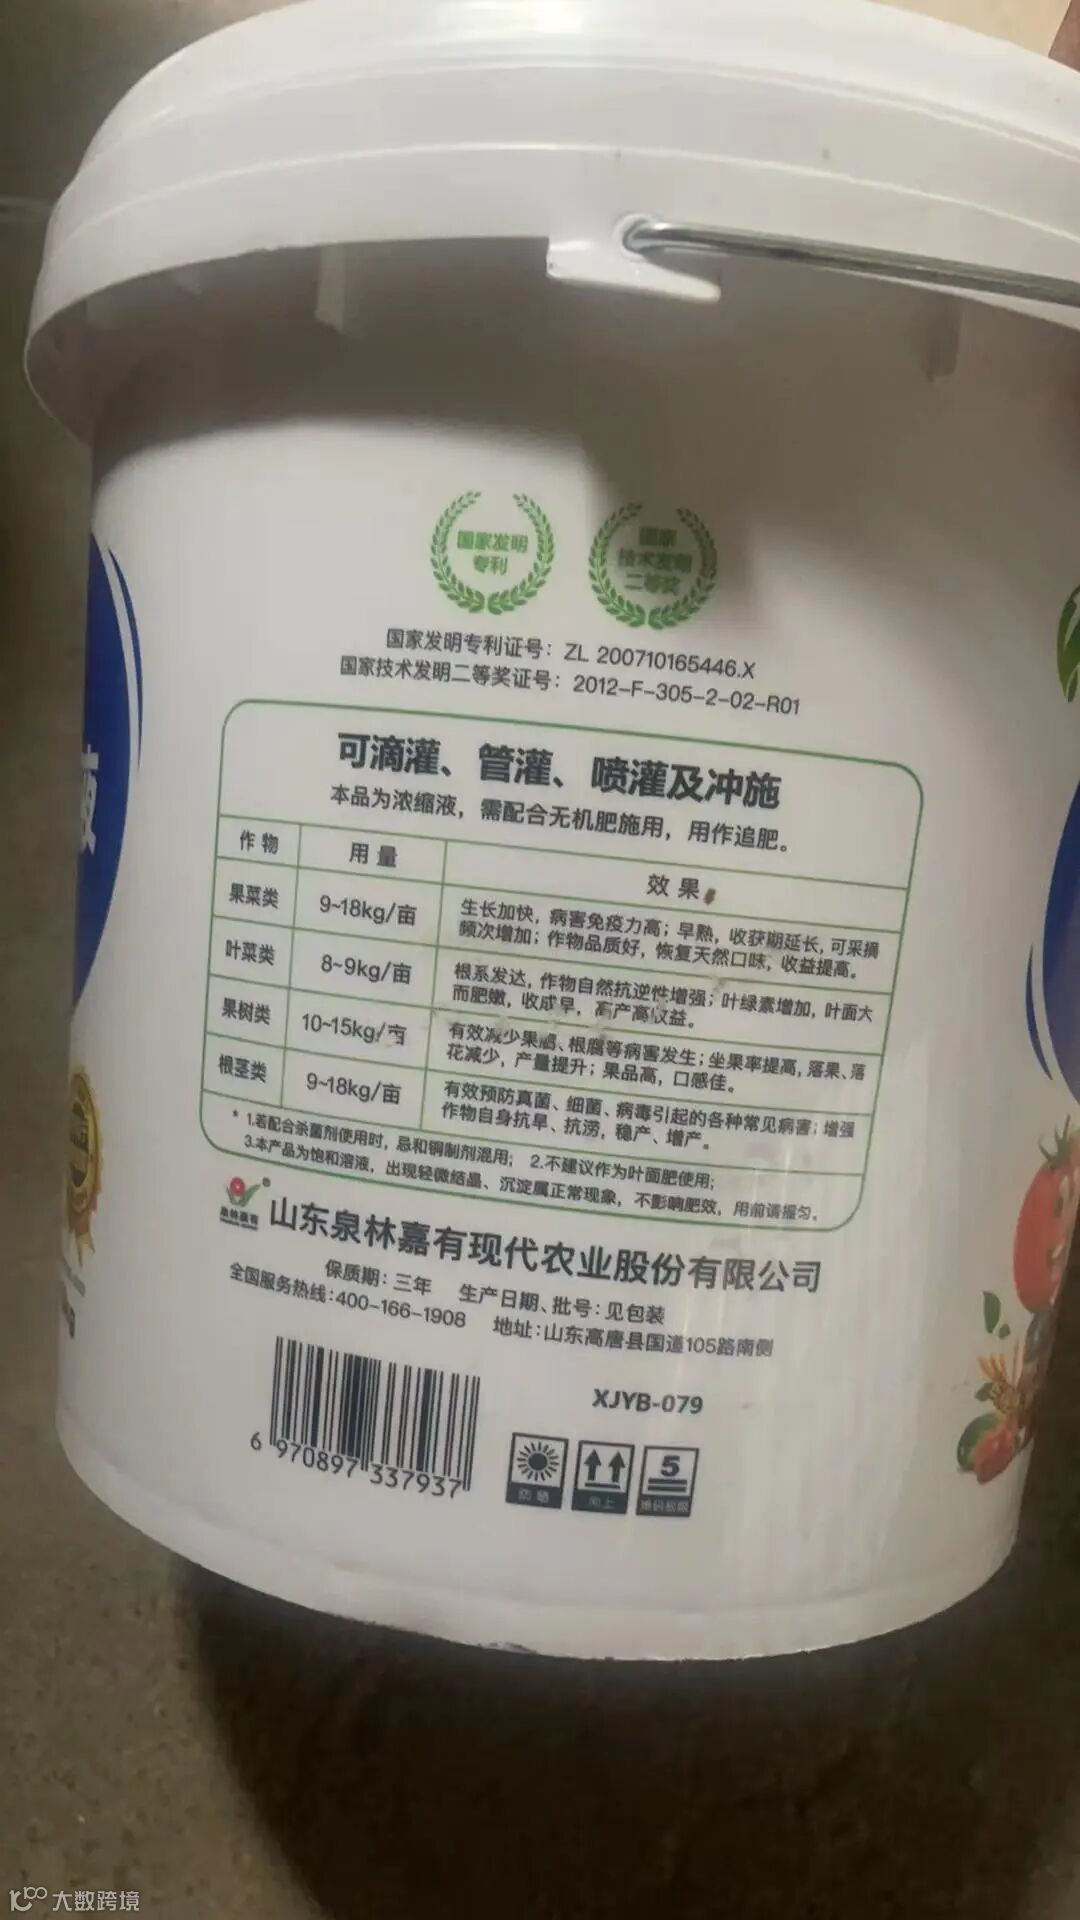 国家发明
专利
国家
技术发明
二等奖
国家发明专利证号：ZL 200710165446.X
国家技术发明二等奖证号：2012-F-305-2-02-R01
可滴灌、管灌、喷灌及冲施
本品为浓缩液，需配合无机肥施用，用作追肥。
作 物 用 量 效 果
果菜类 9~18kg/亩 生长加快，病害免疫力高；早熟，收获期延长，可采摘
频次增加；作物品质好，恢复天然口味，收益提高。
叶菜类 8~9kg/亩 根系发达，作物自然抗逆性增强；叶绿素增加，叶面大
而肥嫩，收成早，高产高收益。
果树类 10~15kg/亩 有效减少果腐、根腐等病害发生；坐果率提高，落果、落
花减少，产量提升；果品高，口感佳。
根茎类 9~18kg/亩 有效预防真菌、细菌、病毒引起的各种常见病害；增强
作物自身抗旱、抗涝，稳产、增产。
* 1.若配合杀菌剂使用时，忌和铜制剂混用； 2.不建议作为叶面肥使用；
3.本产品为饱和溶液，出现轻微结晶、沉淀属正常现象，不影响肥效，用前请摇匀。
泉林嘉有
® 山东泉林嘉有现代农业股份有限公司
保质期：三年 生产日期、批号：见包装
全国服务热线：400-166-1908 地址：山东高唐县国道105路南侧
XJYB-079
6 970897 337937
5
防 晒 向 上 堆码极限
液
大数跨境